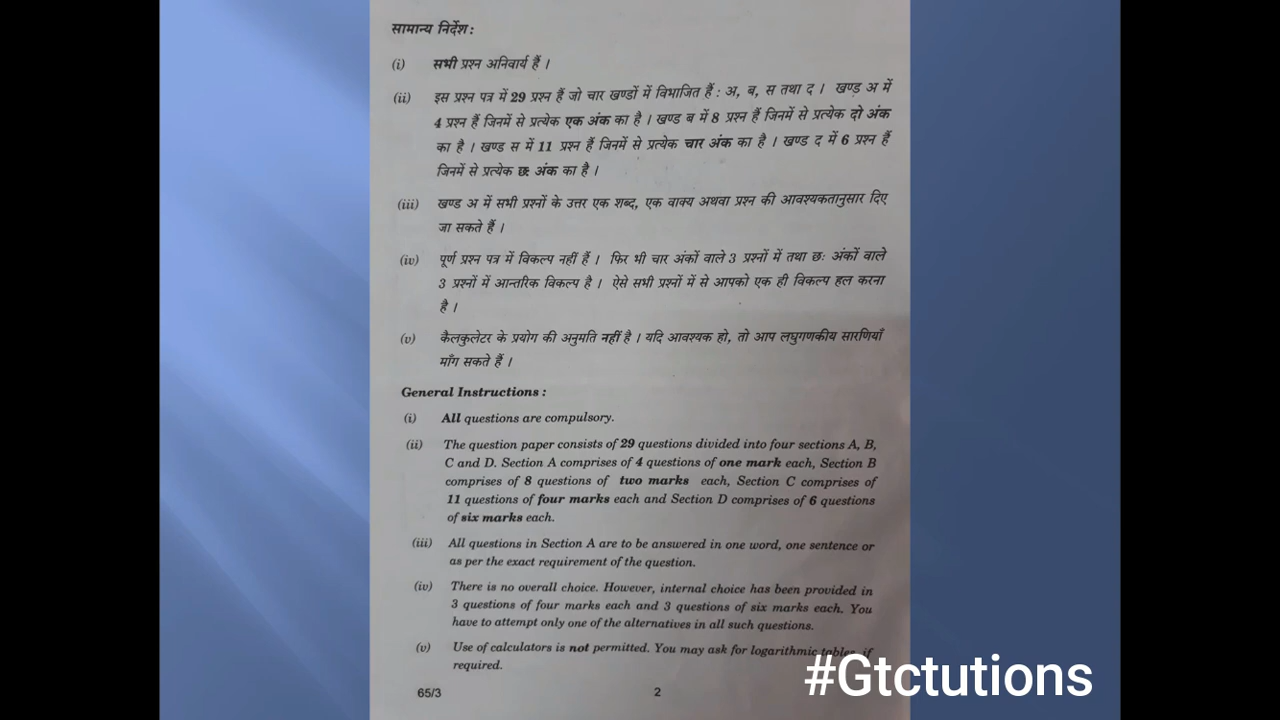 सामान्य निर्देश :
(i) सभी प्रश्न अनिवार्य हैं ।
(ii) इस प्रश्न पत्र में 29 प्रश्न हैं जो चार खण्डों में विभाजित हैं : अ, ब, स तथा द । खण्ड अ में
4 प्रश्न हैं जिनमें से प्रत्येक एक अंक का है । खण्ड ब में 8 प्रश्न हैं जिनमें से प्रत्येक दो अंक
का है । खण्ड स में 11 प्रश्न हैं जिनमें से प्रत्येक चार अंक का है । खण्ड द में 6 प्रश्न हैं
जिनमें से प्रत्येक छः अंक का है ।
(iii) खण्ड अ में सभी प्रश्नों के उत्तर एक शब्द, एक वाक्य अथवा प्रश्न की आवश्यकतानुसार दिए
जा सकते हैं ।
(iv) पूर्ण प्रश्न पत्र में विकल्प नहीं हैं । फिर भी चार अंकों वाले 3 प्रश्नों में तथा छः अंकों वाले
3 प्रश्नों में आन्तरिक विकल्प है । ऐसे सभी प्रश्नों में से आपको एक ही विकल्प हल करना
है ।
(v) कैलकुलेटर के प्रयोग की अनुमति नहीं है । यदि आवश्यक हो, तो आप लघुगणकीय सारणियाँ
माँग सकते हैं ।
General Instructions :
(i) All questions are compulsory.
(ii) The question paper consists of 29 questions divided into four sections A, B,
C and D. Section A comprises of 4 questions of one mark each, Section B
comprises of 8 questions of two marks each, Section C comprises of
11 questions of four marks each and Section D comprises of 6 questions
of six marks each.
(iii) All questions in Section A are to be answered in one word, one sentence or
as per the exact requirement of the question.
(iv) There is no overall choice. However, internal choice has been provided in
3 questions of four marks each and 3 questions of six marks each. You
have to attempt only one of the alternatives in all such questions.
(v) Use of calculators is not permitted. You may ask for logarithmic tables, if
required.
65/3 2
#Gtctutions